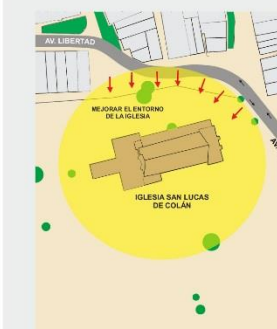 AV. LIBERTAD
MEJORAR EL ENTORNO
DE LA IGLESIA
IGLESIA SAN LUCAS
DE COLÁN